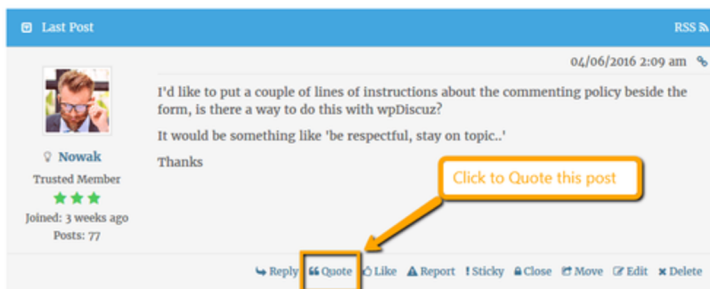 Last Post
RSS
04/06/2016 2:09 am
I'd like to put a couple of lines of instructions about the commenting policy beside the
form, is there a way to do this with wpDiscuz?
It would be something like 'be respectful, stay on topic..'
Thanks
Nowak
Trusted Member
Joined: 3 weeks ago
Posts: 77
Click to Quote this post
Reply Quote Like Report Sticky Close Move Edit Delete